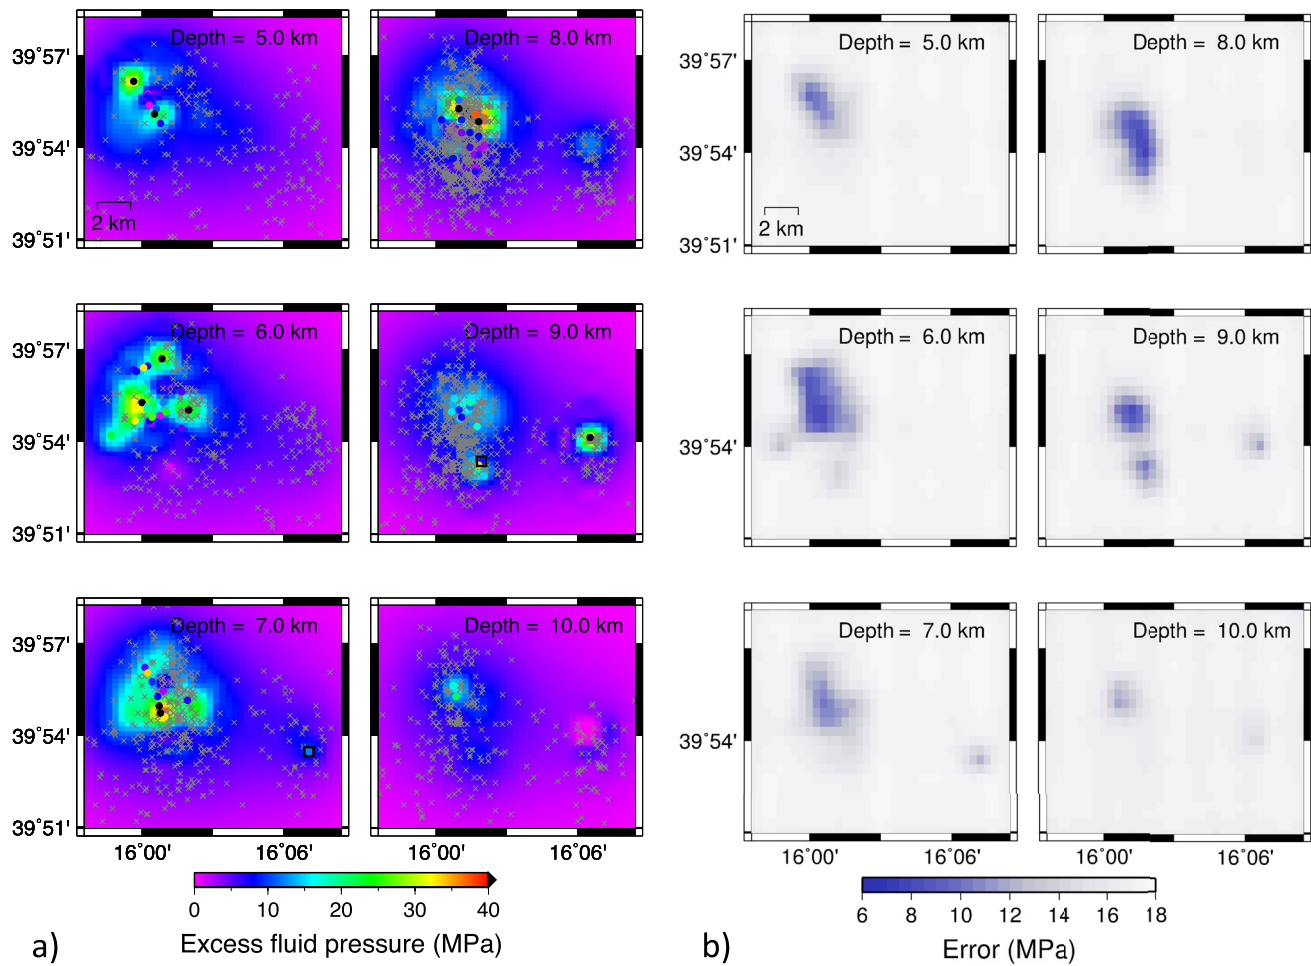 Depth = 5.0 km
Depth = 8.0 km
39°57'
39°54'
39°51'
2 km
Depth = 6.0 km
Depth = 9.0 km
39°57'
39°54'
39°51'
Depth = 7.0 km
Depth = 10.0 km
39°57'
39°54'
39°51'
16°00' 16°06'
0 10 20 30 40
a) Excess fluid pressure (MPa)
Depth = 5.0 km
Depth = 8.0 km
39°57'
39°54'
39°51'
2 km
Depth = 6.0 km
Depth = 9.0 km
39°54'
Depth = 7.0 km
Depth = 10.0 km
39°54'
16°00' 16°06' 16°00' 16°06'
6 8 10 12 14 16 18
b) Error (MPa)